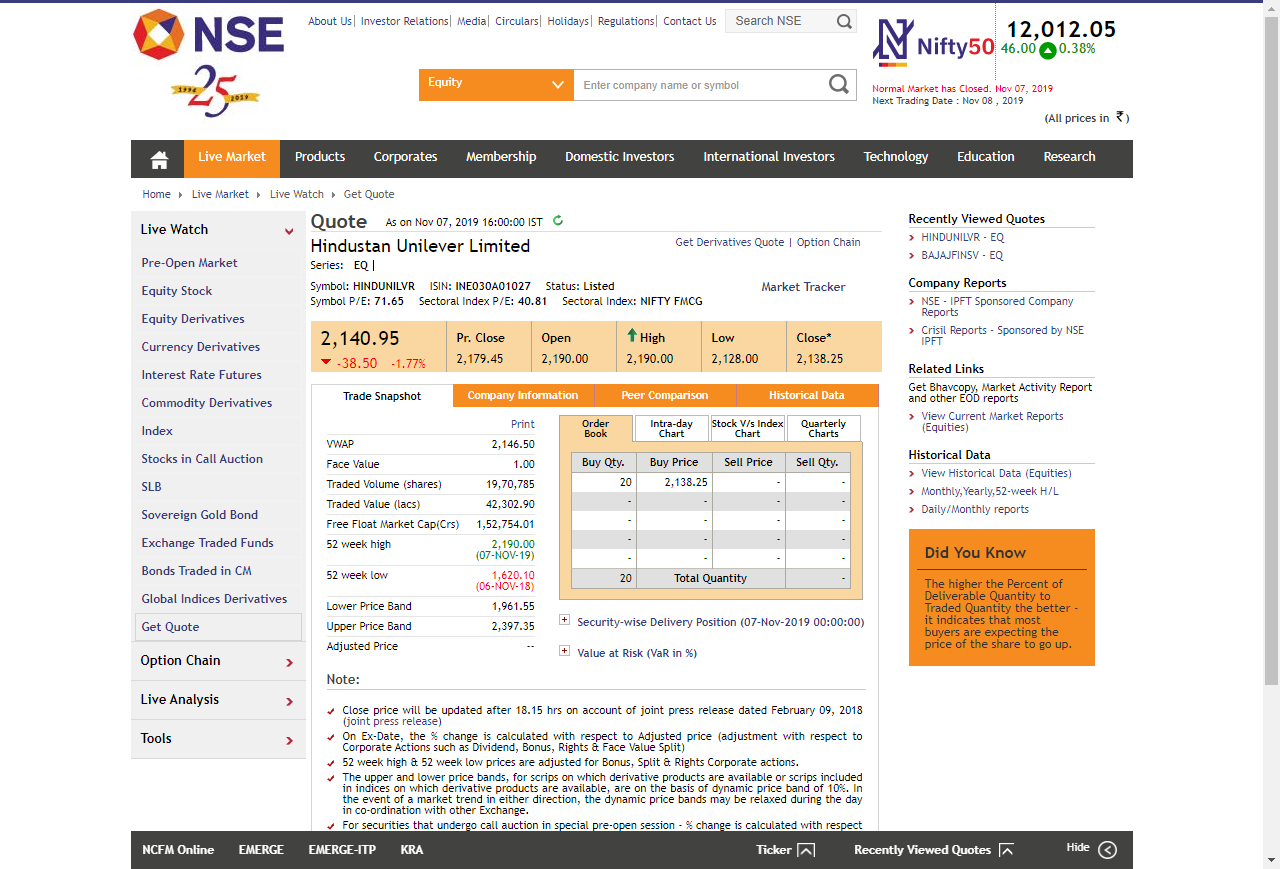 NSE
1994 25 2019
About Us| Investor Relations| Media| Circulars| Holidays| Regulations| Contact Us
Search NSE
Equity
Enter company name or symbol
Nifty50
12,012.05
46.00 0.38%
Normal Market has Closed. Nov 07, 2019
Next Trading Date : Nov 08 , 2019
(All prices in ₹)
Live Market Products Corporates Membership Domestic Investors International Investors Technology Education Research
Home Live Market Live Watch Get Quote
Live Watch
Pre-Open Market
Equity Stock
Equity Derivatives
Currency Derivatives
Interest Rate Futures
Commodity Derivatives
Index
Stocks in Call Auction
SLB
Sovereign Gold Bond
Exchange Traded Funds
Bonds Traded in CM
Global Indices Derivatives
Get Quote
Option Chain
Live Analysis
Tools
Quote As on Nov 07, 2019 16:00:00 IST
Hindustan Unilever Limited
Get Derivatives Quote | Option Chain
Series: EQ |
Symbol: HINDUNILVR ISIN: INE030A01027 Status: Listed
Market Tracker
Symbol P/E: 71.65 Sectoral Index P/E: 40.81 Sectoral Index: NIFTY FMCG
2,140.95
-38.50 -1.77%
Pr. Close Open High Low Close*
2,179.45 2,190.00 2,190.00 2,128.00 2,138.25
Trade Snapshot Company Information Peer Comparison Historical Data
Print
VWAP 2,146.50
Face Value 1.00
Traded Volume (shares) 19,70,785
Traded Value (lacs) 42,302.90
Free Float Market Cap(Crs) 1,52,754.01
52 week high 2,190.00
(07-NOV-19)
52 week low 1,620.10
(06-NOV-18)
Lower Price Band 1,961.55
Upper Price Band 2,397.35
Adjusted Price --
Order
Book
Intra-day
Chart
Stock V/s Index
Chart
Quarterly
Charts
Buy Qty. Buy Price Sell Price Sell Qty.
20 2,138.25 - -
- - - -
- - - -
- - - -
- - - -
20 Total Quantity -
Security-wise Delivery Position (07-Nov-2019 00:00:00)
Value at Risk (VaR in %)
Note:
Close price will be updated after 18.15 hrs on account of joint press release dated February 09, 2018
(joint press release)
On Ex-Date, the % change is calculated with respect to Adjusted price (adjustment with respect to
Corporate Actions such as Dividend, Bonus, Rights & Face Value Split)
52 week high & 52 week low prices are adjusted for Bonus, Split & Rights Corporate actions.
The upper and lower price bands, for scrips on which derivative products are available or scrips included
in indices on which derivative products are available, are on the basis of dynamic price band of 10%. In
the event of a market trend in either direction, the dynamic price bands may be relaxed during the day
in co-ordination with other Exchange.
For securities that undergo call auction in special pre-open session - % change is calculated with respect
Recently Viewed Quotes
HINDUNILVR - EQ
BAJAJFINSV - EQ
Company Reports
NSE - IPFT Sponsored Company
Reports
Crisil Reports - Sponsored by NSE
IPFT
Related Links
Get Bhavcopy, Market Activity Report
and other EOD reports
View Current Market Reports
(Equities)
Historical Data
View Historical Data (Equities)
Monthly,Yearly,52-week H/L
Daily/Monthly reports
Did You Know
The higher the Percent of
Deliverable Quantity to
Traded Quantity the better -
it indicates that most
buyers are expecting the
price of the share to go up.
NCFM Online EMERGE EMERGE-ITP KRA Ticker Recently Viewed Quotes Hide